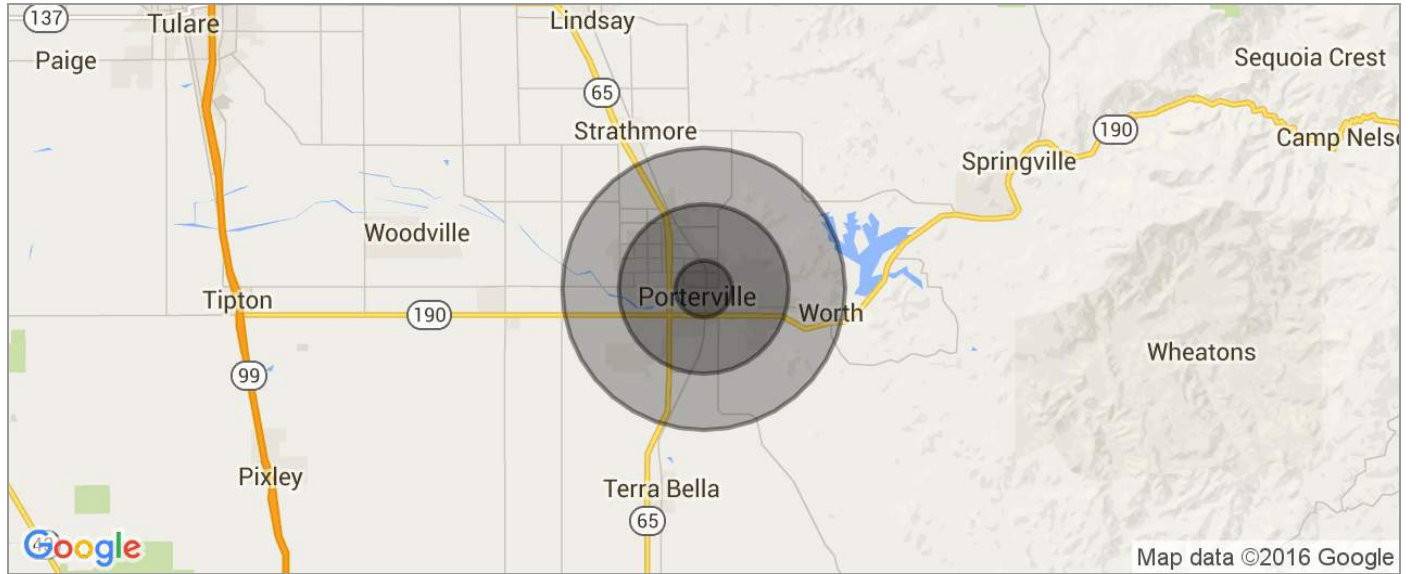 137
Tulare
Lindsay
Paige
Sequoia Crest
65
Strathmore
190
Camp Nelso
Springville
Woodville
Tipton
190
Porterville
Worth
99
Wheatons
Pixley
Terra Bella
65
Google
Map data ©2016 Google